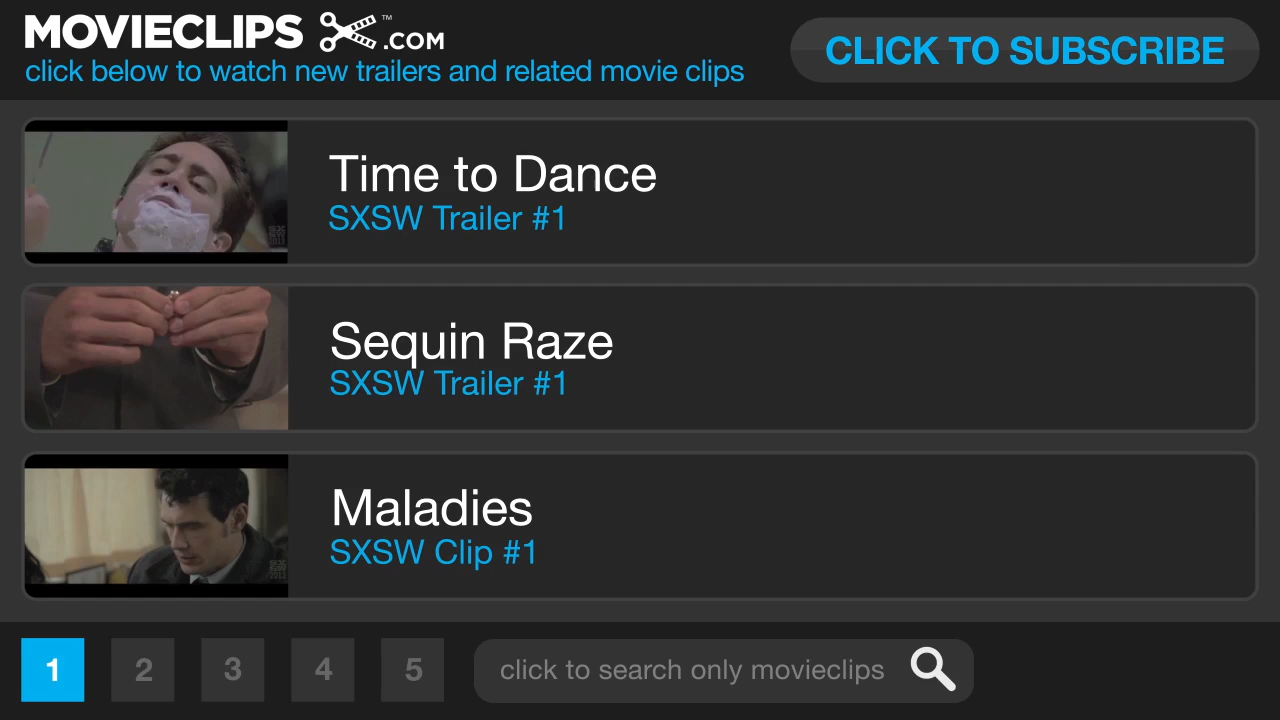 MOVIECLIPS ™ .COM
click below to watch new trailers and related movie clips
CLICK TO SUBSCRIBE
Time to Dance
SXSW Trailer #1
Sequin Raze
SXSW Trailer #1
Maladies
SXSW Clip #1
1 2 3 4 5
click to search only movieclips